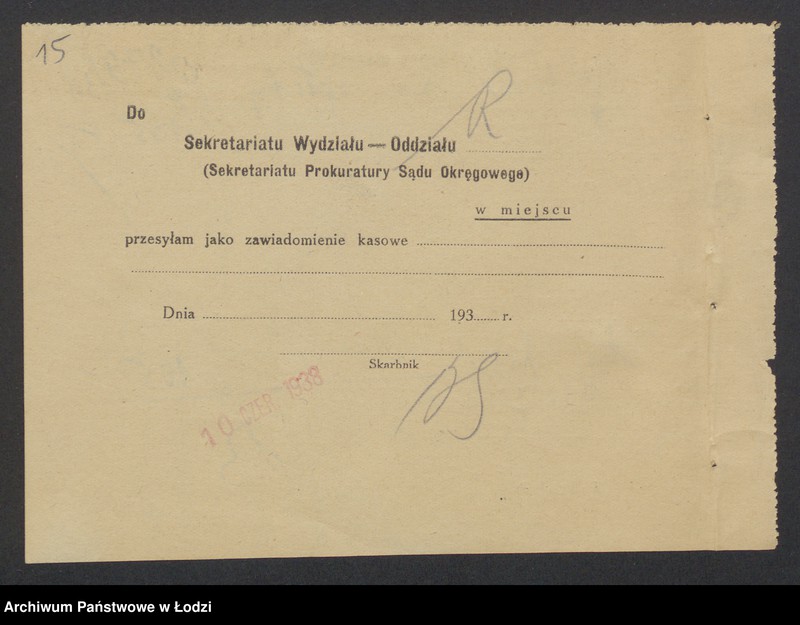 15
Do
Sekretariatu Wydziału — Oddziału R
(Sekretariatu Prokuratury Sądu Okręgowego)
w miejscu
przesyłam jako zawiadomienie kasowe
Dnia 193 r.
Skarbnik
10 CZER. 1938
Archiwum Państwowe w Łodzi